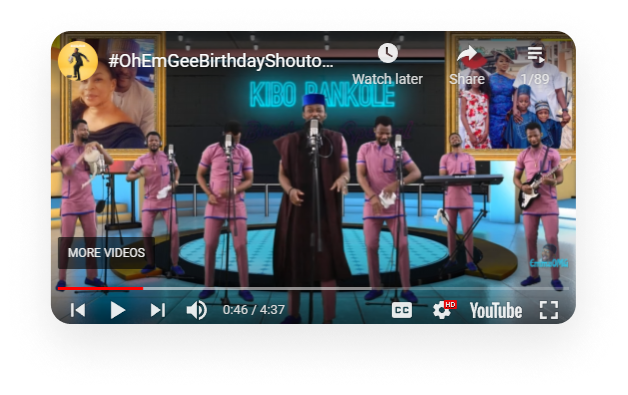 #OhEmGeeBirthdayShouto...
Watch later
Share
1/89
KIBO BANKOLE
MORE VIDEOS
0:46 / 4:37
CC
HD
YouTube